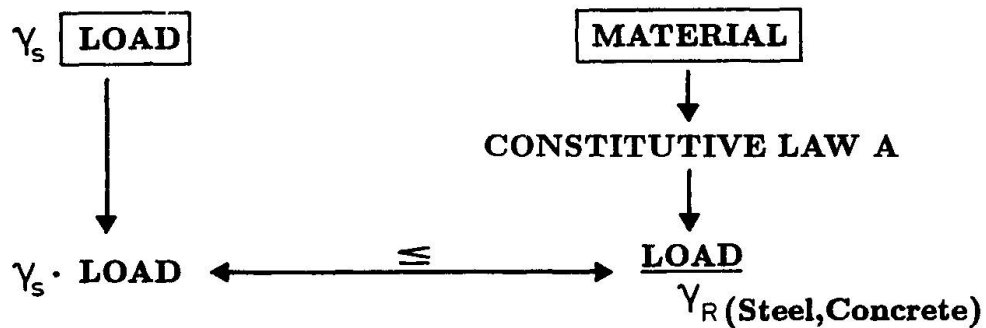 γs LOAD
MATERIAL
CONSTITUTIVE LAW A
γs · LOAD
≦
LOAD
γR (Steel,Concrete)